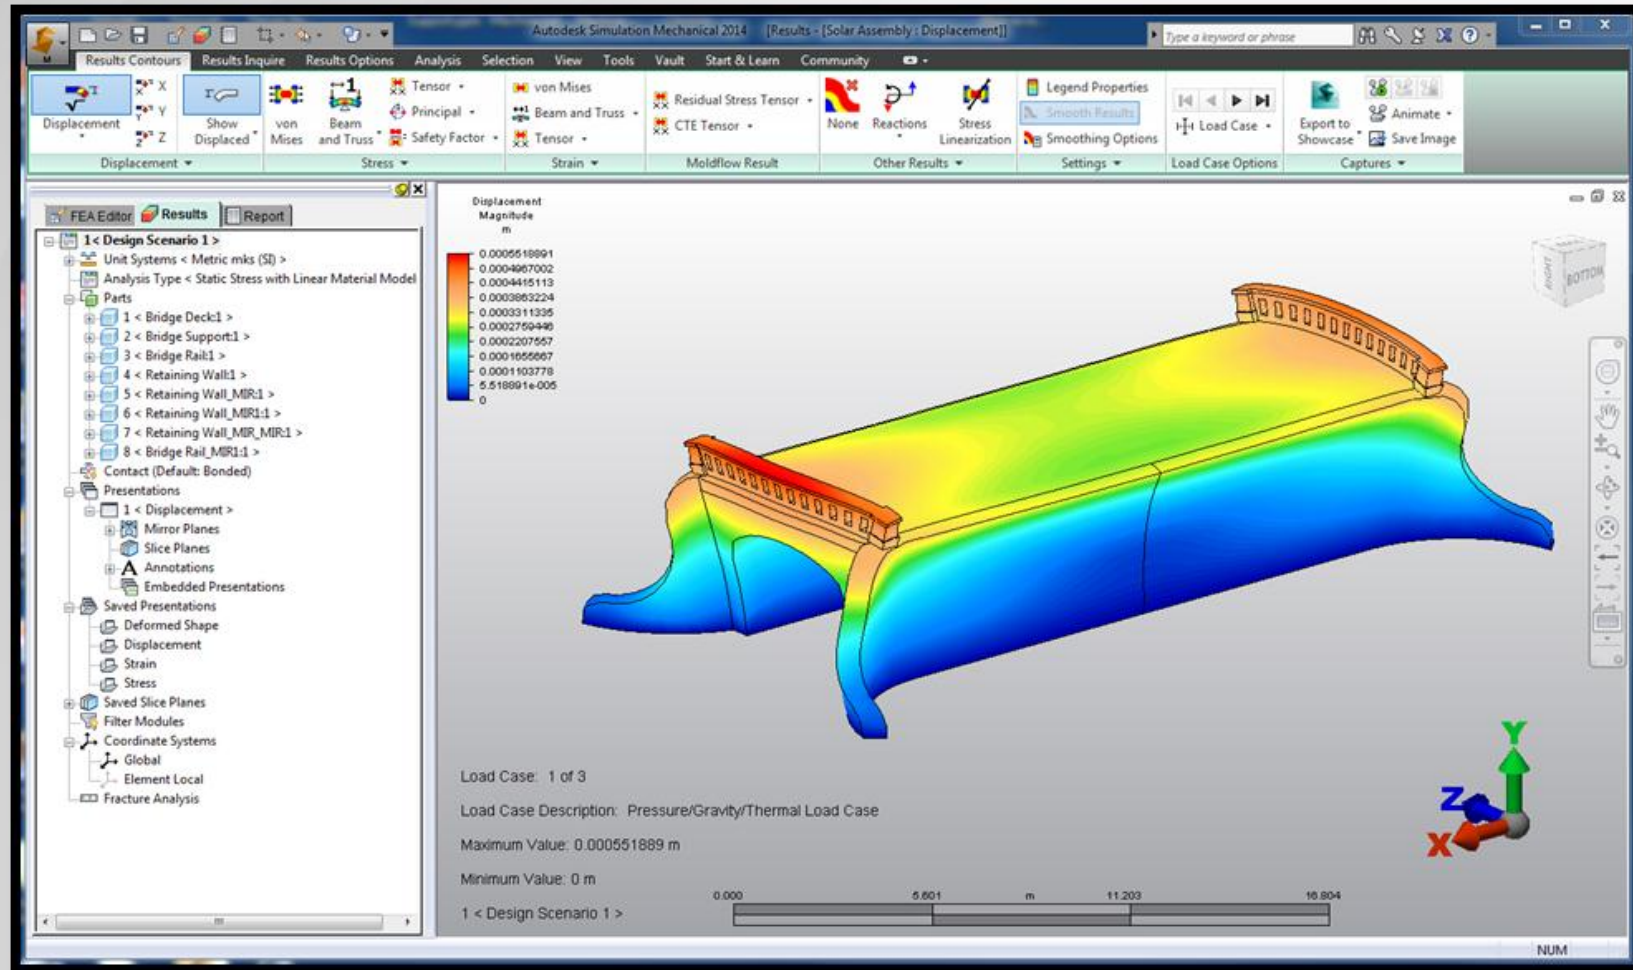 Autodesk Simulation Mechanical 2014 [Results - [Solar Assembly : Displacement]]
Type a keyword or phrase
Results Contours Results Inquire Results Options Analysis Selection View Tools Vault Start & Learn Community
Displacement
X
Y
Z
Show Displaced
von Mises
Beam and Truss
Tensor
Principal
Safety Factor
von Mises
Beam and Truss
Tensor
Residual Stress Tensor
CTE Tensor
None
Reactions
Stress Linearization
Legend Properties
Smooth Results
Smoothing Options
Load Case
Export to Showcase
Animate
Save Image
Displacement Stress Strain Moldflow Result Other Results Settings Load Case Options Captures
FEA Editor Results Report
1< Design Scenario 1 >
Unit Systems < Metric mks (SI) >
Analysis Type < Static Stress with Linear Material Model
Parts
1 < Bridge Deck:1 >
2 < Bridge Support:1 >
3 < Bridge Rail:1 >
4 < Retaining Wall:1 >
5 < Retaining Wall_MIR:1 >
6 < Retaining Wall_MIR1:1 >
7 < Retaining Wall_MIR_MIR:1 >
8 < Bridge Rail_MIR1:1 >
Contact (Default: Bonded)
Presentations
1 < Displacement >
Mirror Planes
Slice Planes
A Annotations
Embedded Presentations
Saved Presentations
Deformed Shape
Displacement
Strain
Stress
Saved Slice Planes
Filter Modules
Coordinate Systems
Global
Element Local
Fracture Analysis
Displacement
Magnitude
m
0.0005518891
0.0004967002
0.0004415113
0.0003863224
0.0003311335
0.0002759446
0.0002207557
0.0001655667
0.0001103778
5.518891e-005
0
RIGHT
BOTTOM
Load Case: 1 of 3
Load Case Description: Pressure/Gravity/Thermal Load Case
Maximum Value: 0.000551889 m
Minimum Value: 0 m
1 < Design Scenario 1 >
0.000 5.601 m 11.203 16.804
Y
Z
X
NUM